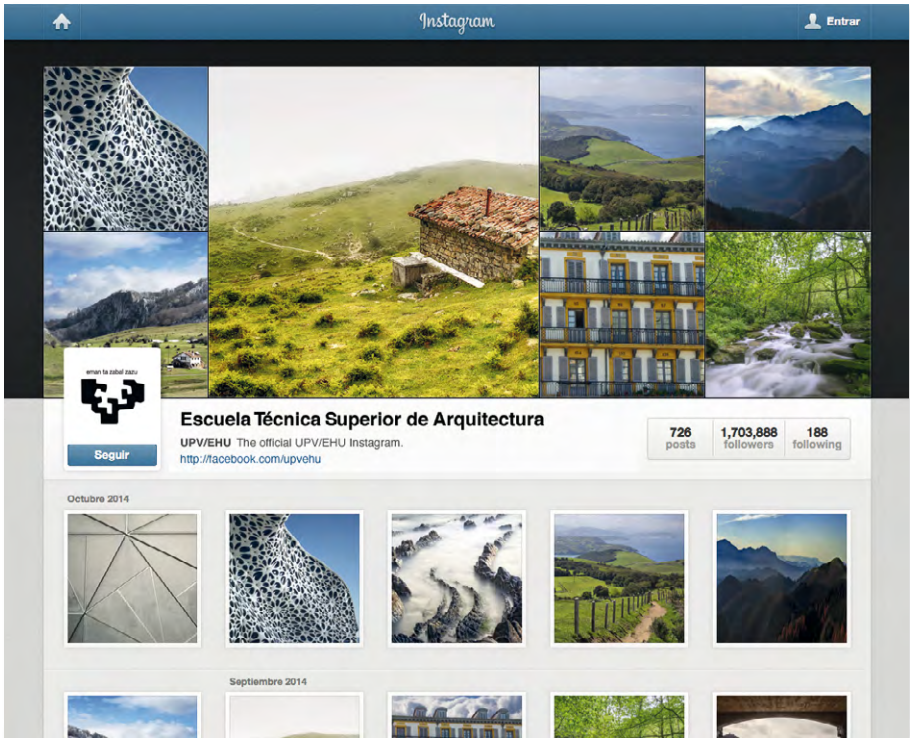 Instagram
Entrar
eman ta zabal zazu
Seguir
Escuela Técnica Superior de Arquitectura
UPV/EHU The official UPV/EHU Instagram.
http://facebook.com/upvehu
726
posts
1,703,888
followers
188
following
Octubre 2014
Septiembre 2014